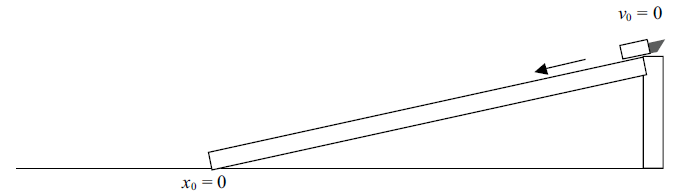 v₀ = 0
x₀ = 0